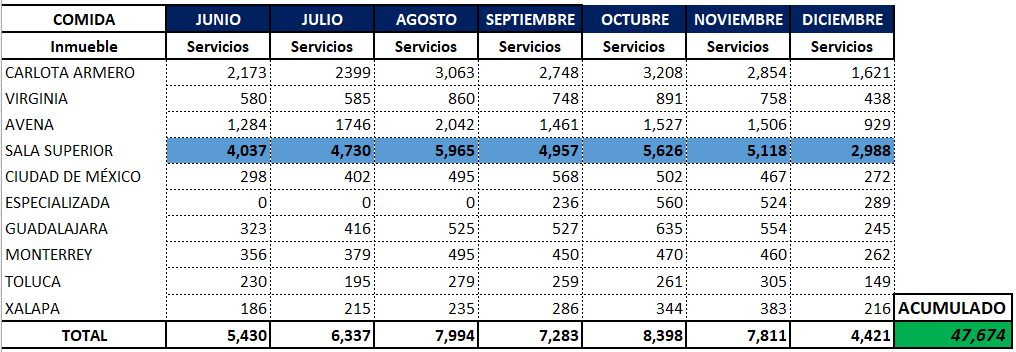 COMIDA JUNIO JULIO AGOSTO SEPTIEMBRE OCTUBRE NOVIEMBRE DICIEMBRE
Inmueble Servicios Servicios Servicios Servicios Servicios Servicios Servicios
CARLOTA ARMERO 2,173 2399 3,063 2,748 3,208 2,854 1,621
VIRGINIA 580 585 860 748 891 758 438
AVENA 1,284 1746 2,042 1,461 1,527 1,506 929
SALA SUPERIOR 4,037 4,730 5,965 4,957 5,626 5,118 2,988
CIUDAD DE MÉXICO 298 402 495 568 502 467 272
ESPECIALIZADA 0 0 0 236 560 524 289
GUADALAJARA 323 416 525 527 635 554 245
MONTERREY 356 379 495 450 470 460 262
TOLUCA 230 195 279 259 261 305 149
XALAPA 186 215 235 286 344 383 216 ACUMULADO
TOTAL 5,430 6,337 7,994 7,283 8,398 7,811 4,421 47,674